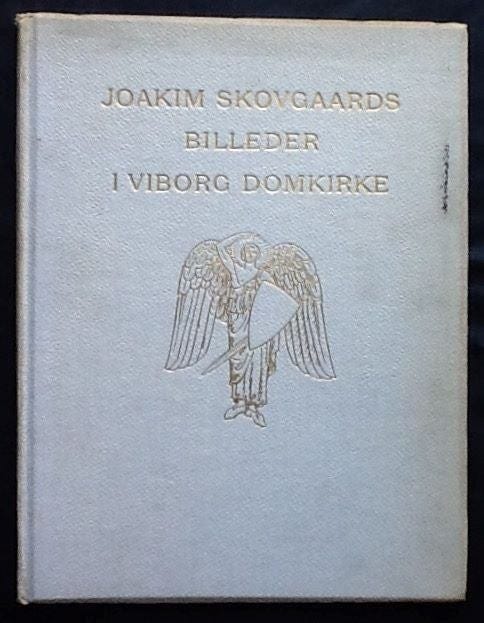 JOAKIM SKOVGAARDS
BILLEDER
I VIBORG DOMKIRKE